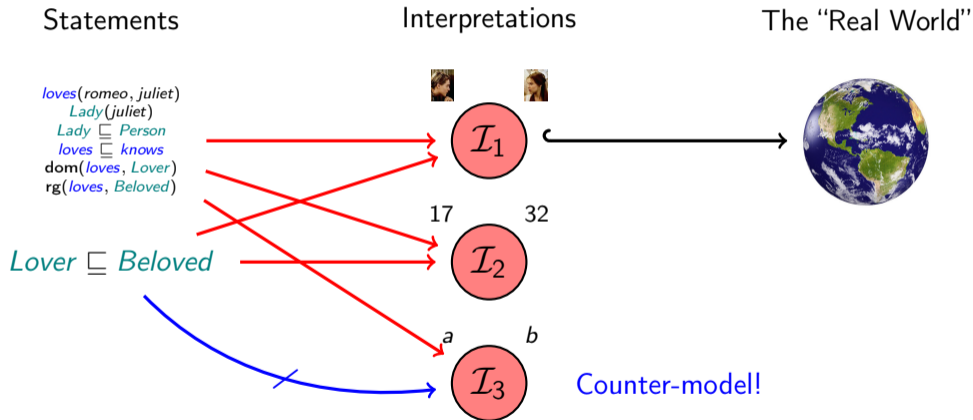 Statements
Interpretations
The “Real World”
loves(romeo, juliet)
Lady(juliet)
Lady ⊑ Person
loves ⊑ knows
dom(loves, Lover)
rg(loves, Beloved)
Lover ⊑ Beloved
I₁
17 32
I₂
a b
I₃
Counter-model!